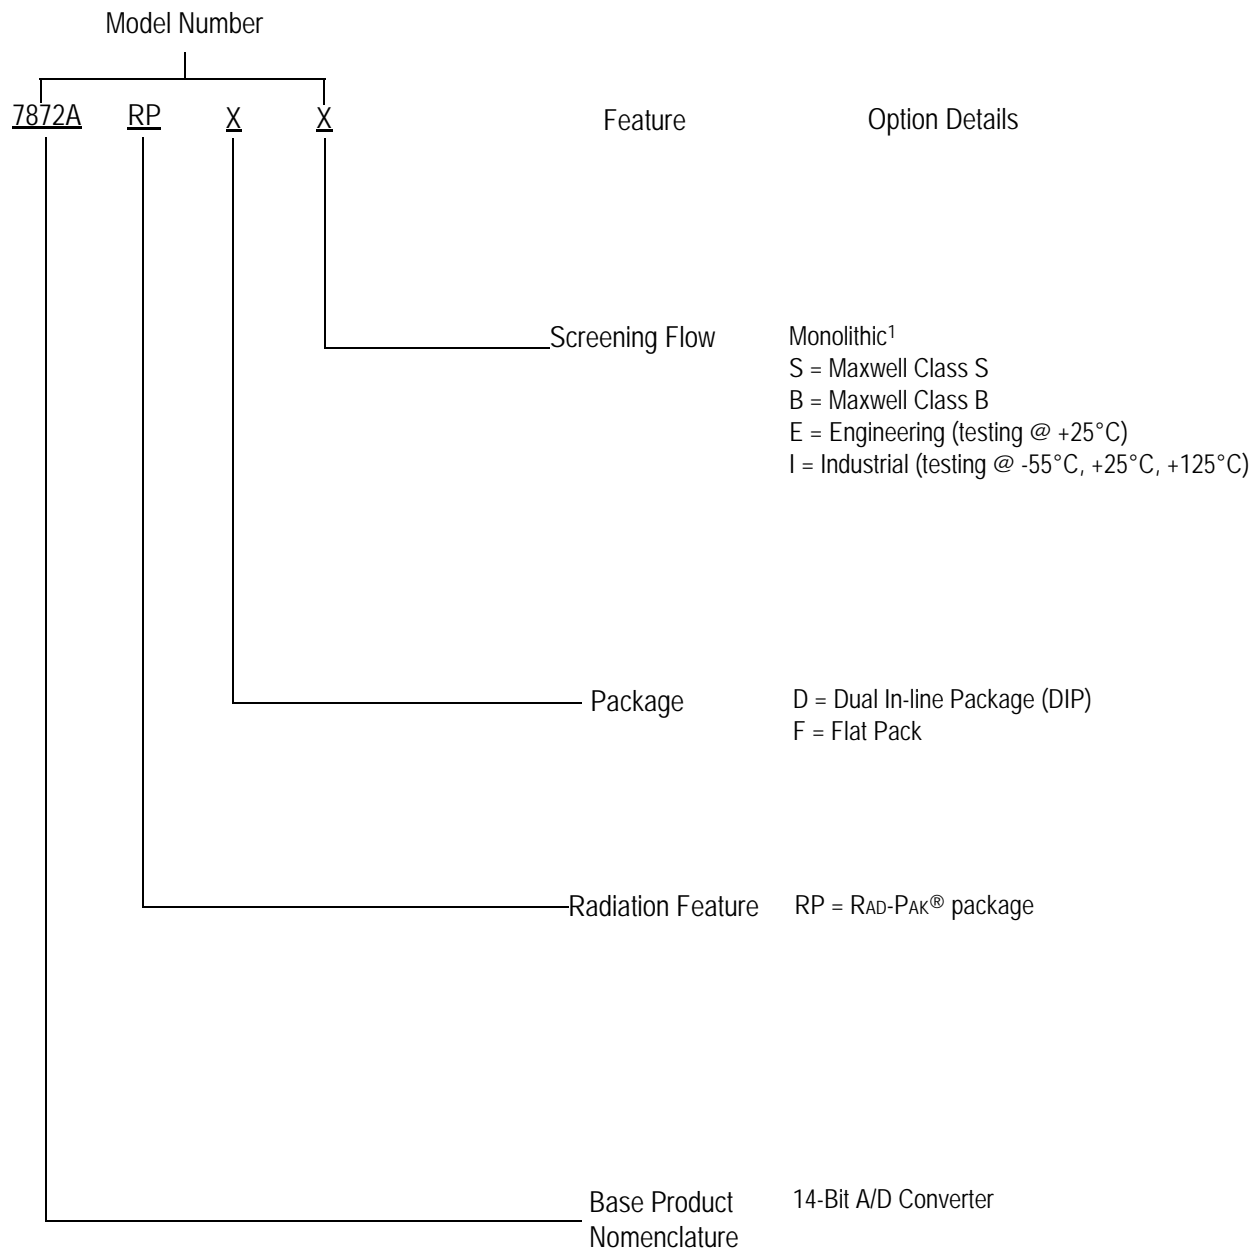 Model Number
7872A RP X X Feature Option Details
Screening Flow Monolithic1
S = Maxwell Class S
B = Maxwell Class B
E = Engineering (testing @ +25°C)
I = Industrial (testing @ -55°C, +25°C, +125°C)
Package D = Dual In-line Package (DIP)
F = Flat Pack
Radiation Feature RP = RAD-PAK® package
Base Product 14-Bit A/D Converter
Nomenclature